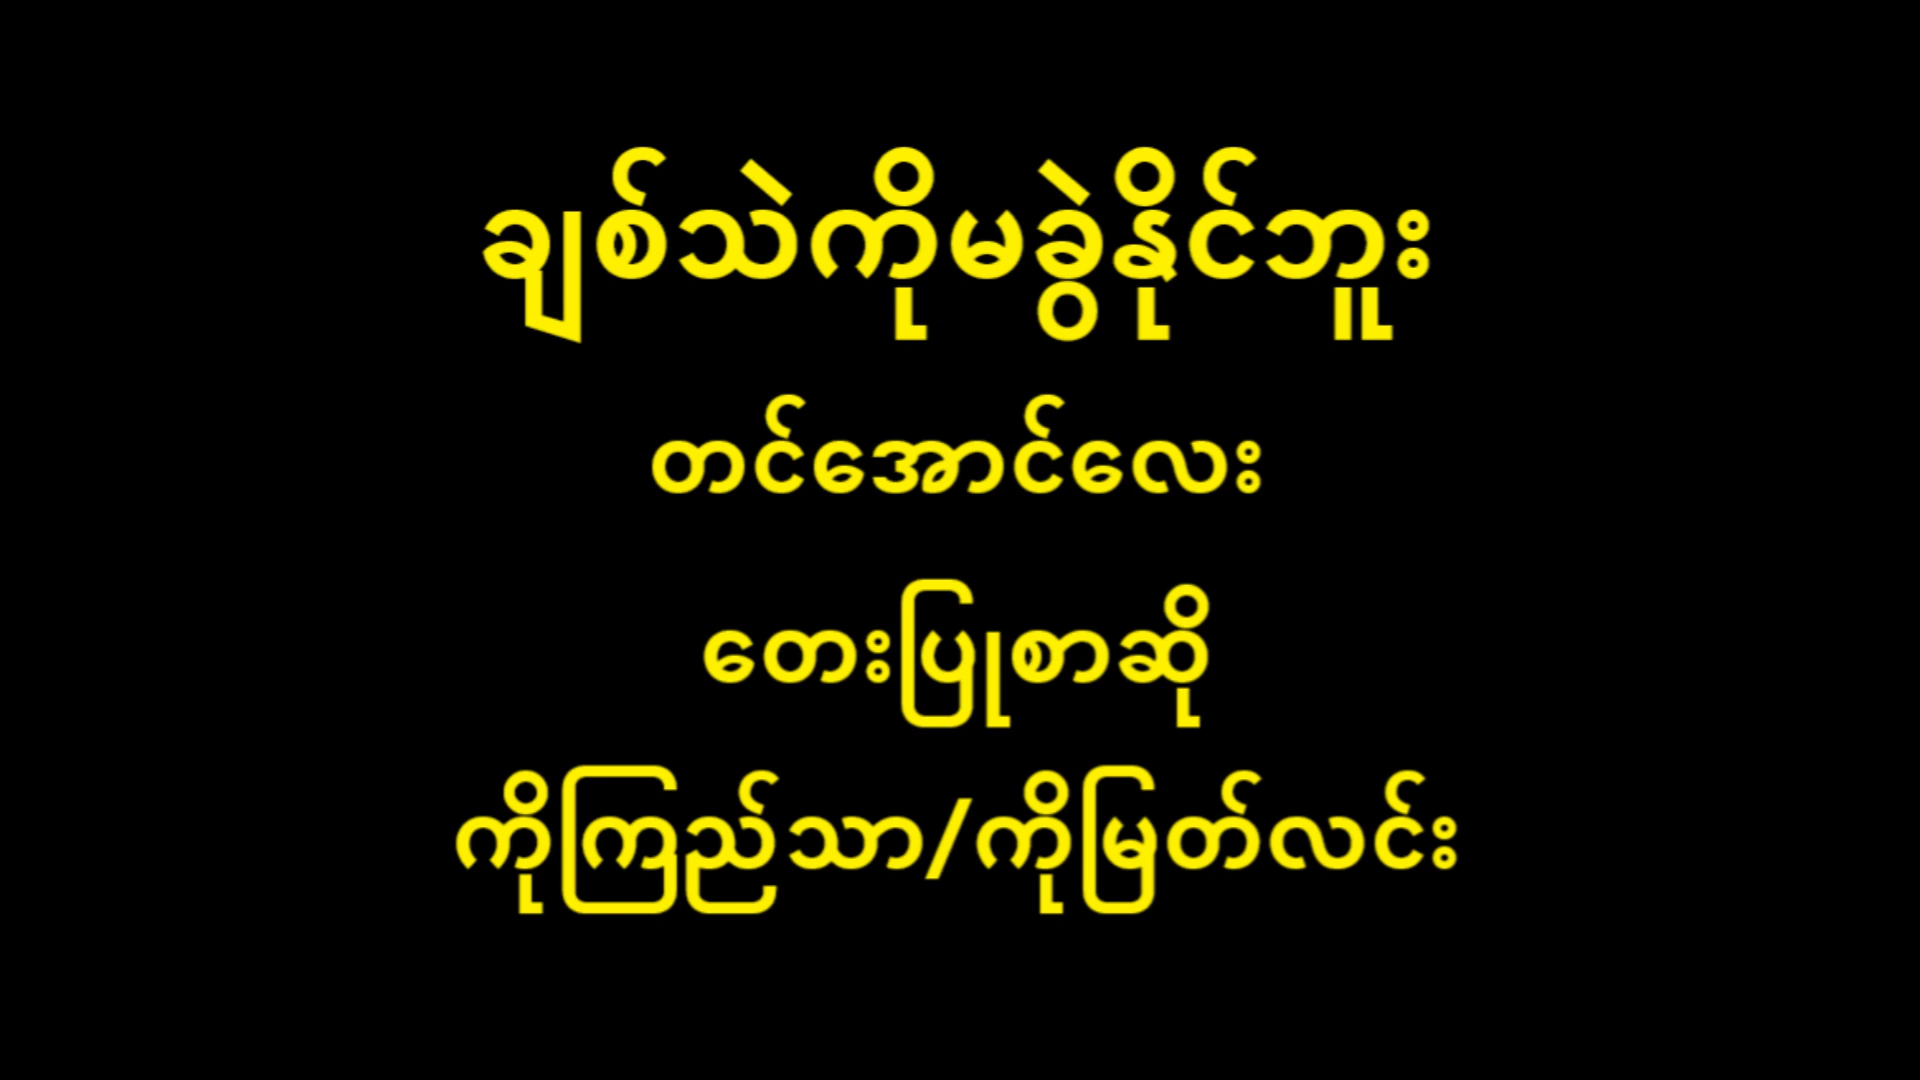 ချစ်သဲကိုမခွဲနိုင်ဘူး
တင်အောင်လေး
တေးပြုစာဆို
ကိုကြည်သာ/ကိုမြတ်လင်း